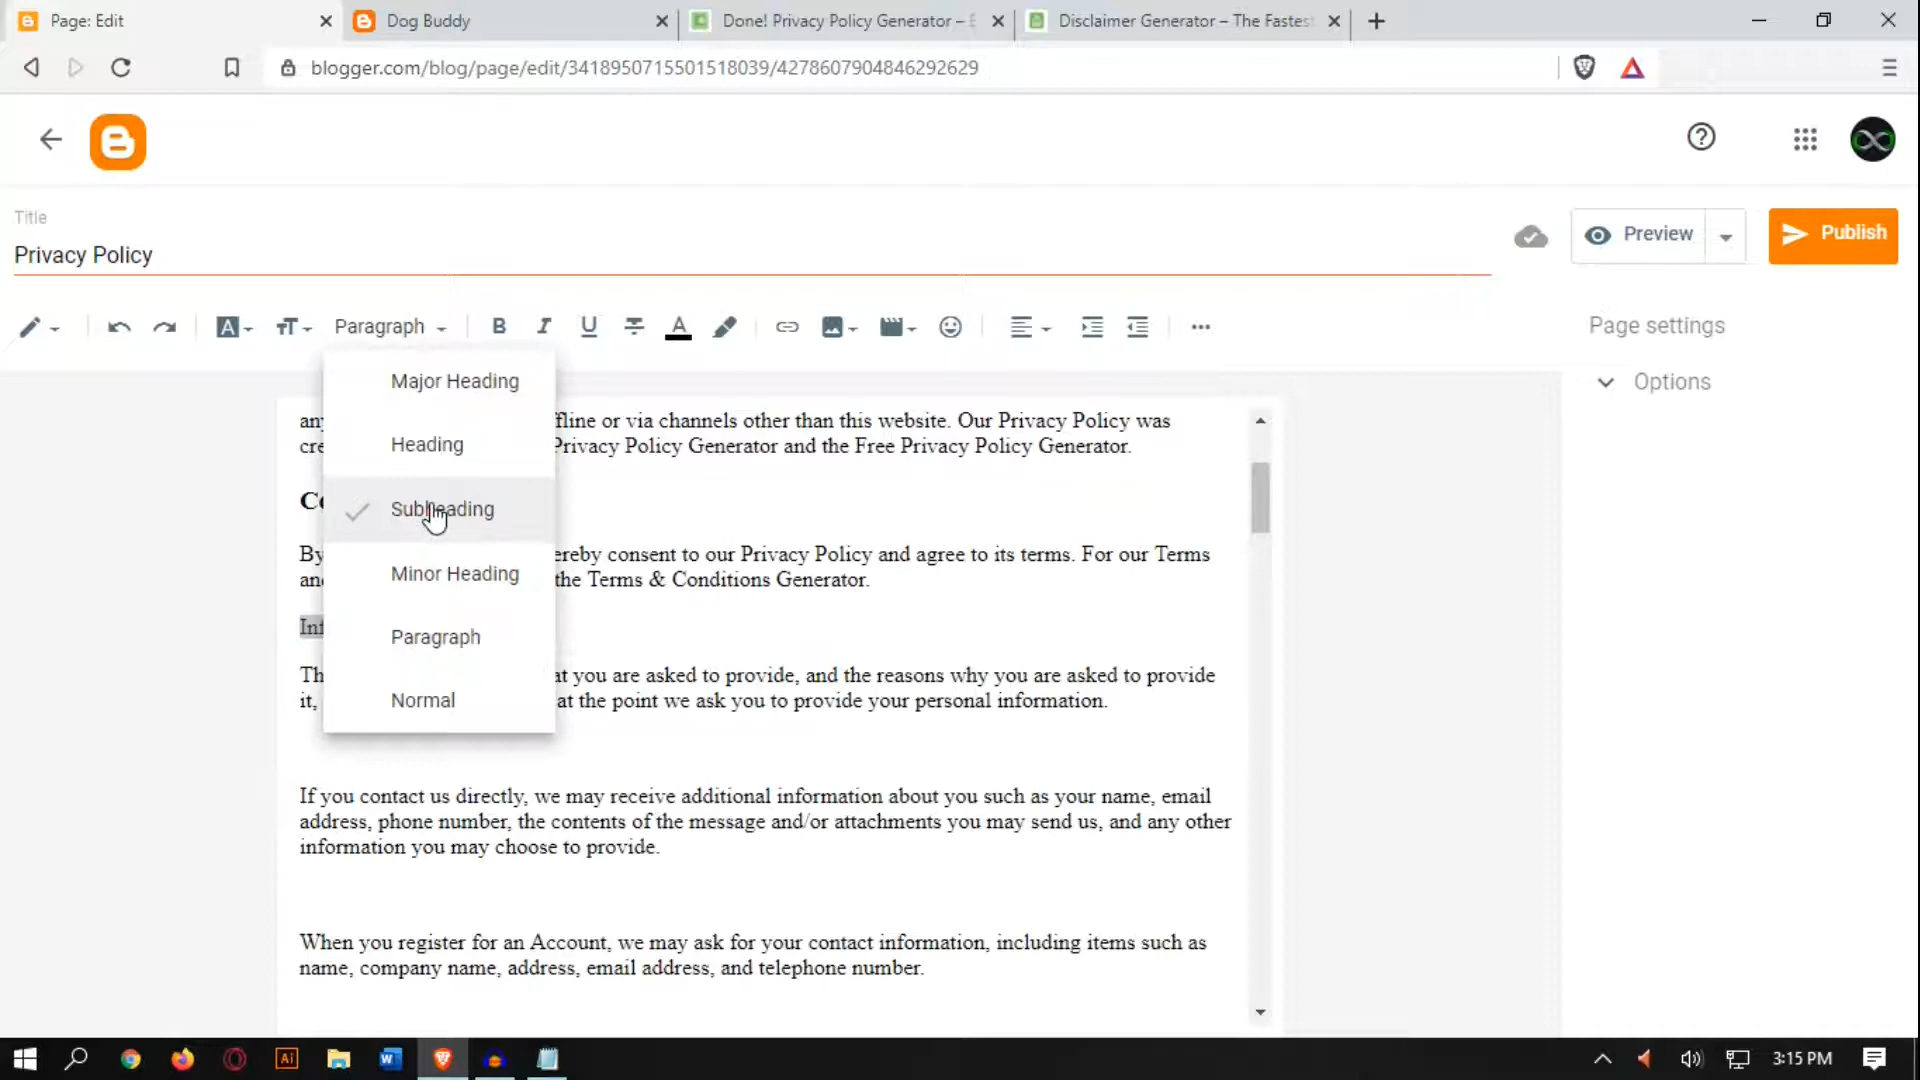 Page: Edit
Dog Buddy
Done! Privacy Policy Generator –
Disclaimer Generator – The Fastest
blogger.com/blog/page/edit/3418950715501518039/4278607904846292629
Title
Privacy Policy
Preview
Publish
Paragraph
Page settings
Options
Major Heading
Heading
Subheading
Minor Heading
Paragraph
Normal
ffline or via channels other than this website. Our Privacy Policy was
Privacy Policy Generator and the Free Privacy Policy Generator.
ereby consent to our Privacy Policy and agree to its terms. For our Terms
the Terms & Conditions Generator.
Inf
Th at you are asked to provide, and the reasons why you are asked to provide
it, at the point we ask you to provide your personal information.
If you contact us directly, we may receive additional information about you such as your name, email
address, phone number, the contents of the message and/or attachments you may send us, and any other
information you may choose to provide.
When you register for an Account, we may ask for your contact information, including items such as
name, company name, address, email address, and telephone number.
3:15 PM